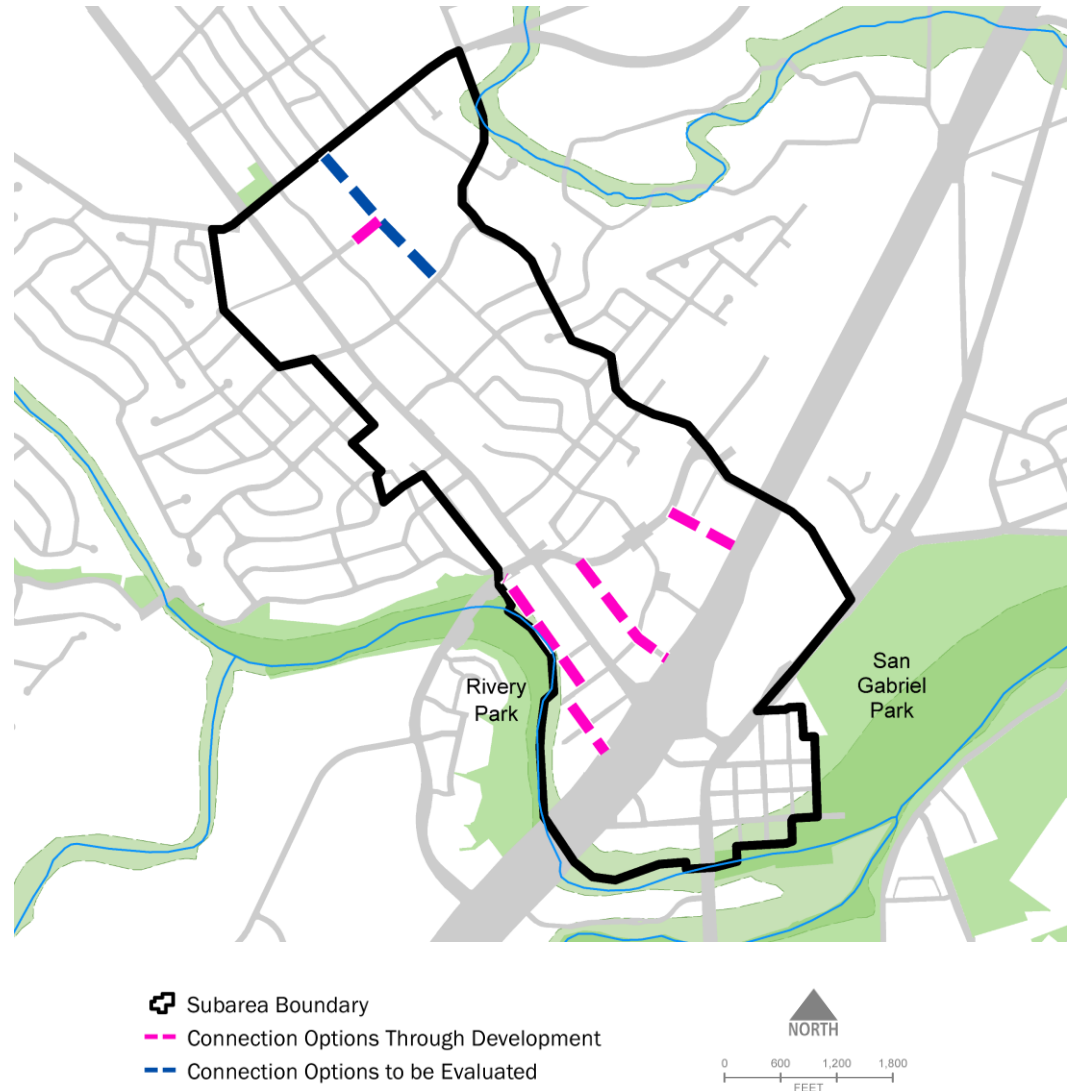 Rivery
Park
San
Gabriel
Park
Subarea Boundary
Connection Options Through Development
Connection Options to be Evaluated
NORTH
0 600 1,200 1,800
FEET